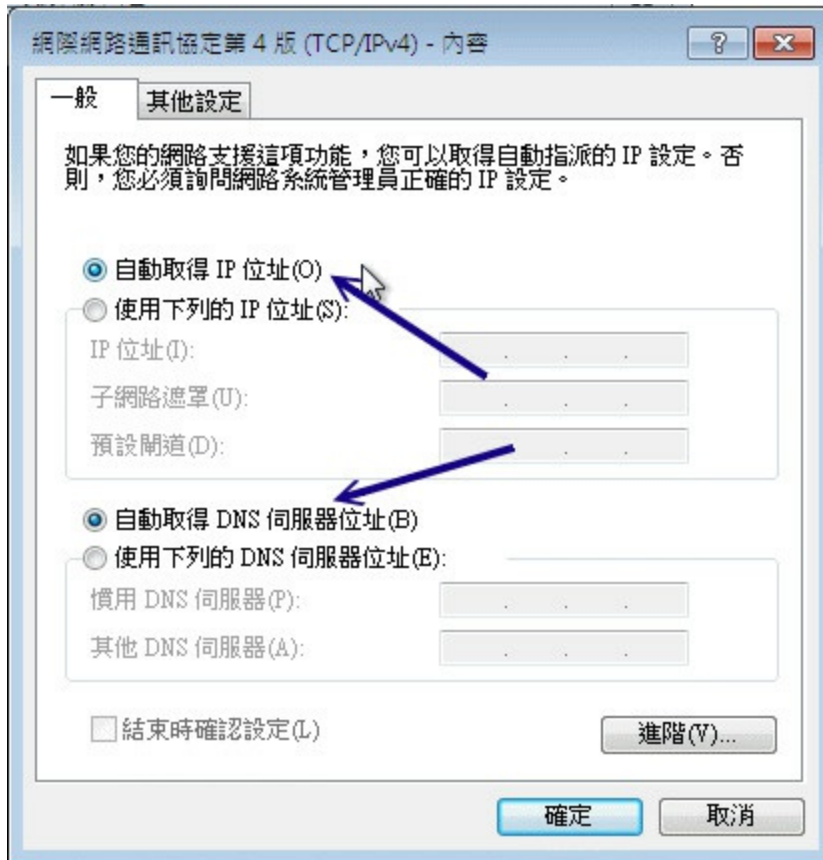 網際網路通訊協定第 4 版 (TCP/IPv4) - 內容
一般
其他設定
如果您的網路支援這項功能，您可以取得自動指派的 IP 設定。否
則，您必須詢問網路系統管理員正確的 IP 設定。
自動取得 IP 位址(O)
使用下列的 IP 位址(S):
IP 位址(I):
子網路遮罩(U):
預設閘道(D):
自動取得 DNS 伺服器位址(B)
使用下列的 DNS 伺服器位址(E):
慣用 DNS 伺服器(P):
其他 DNS 伺服器(A):
結束時確認設定(L)
進階(V)...
確定
取消